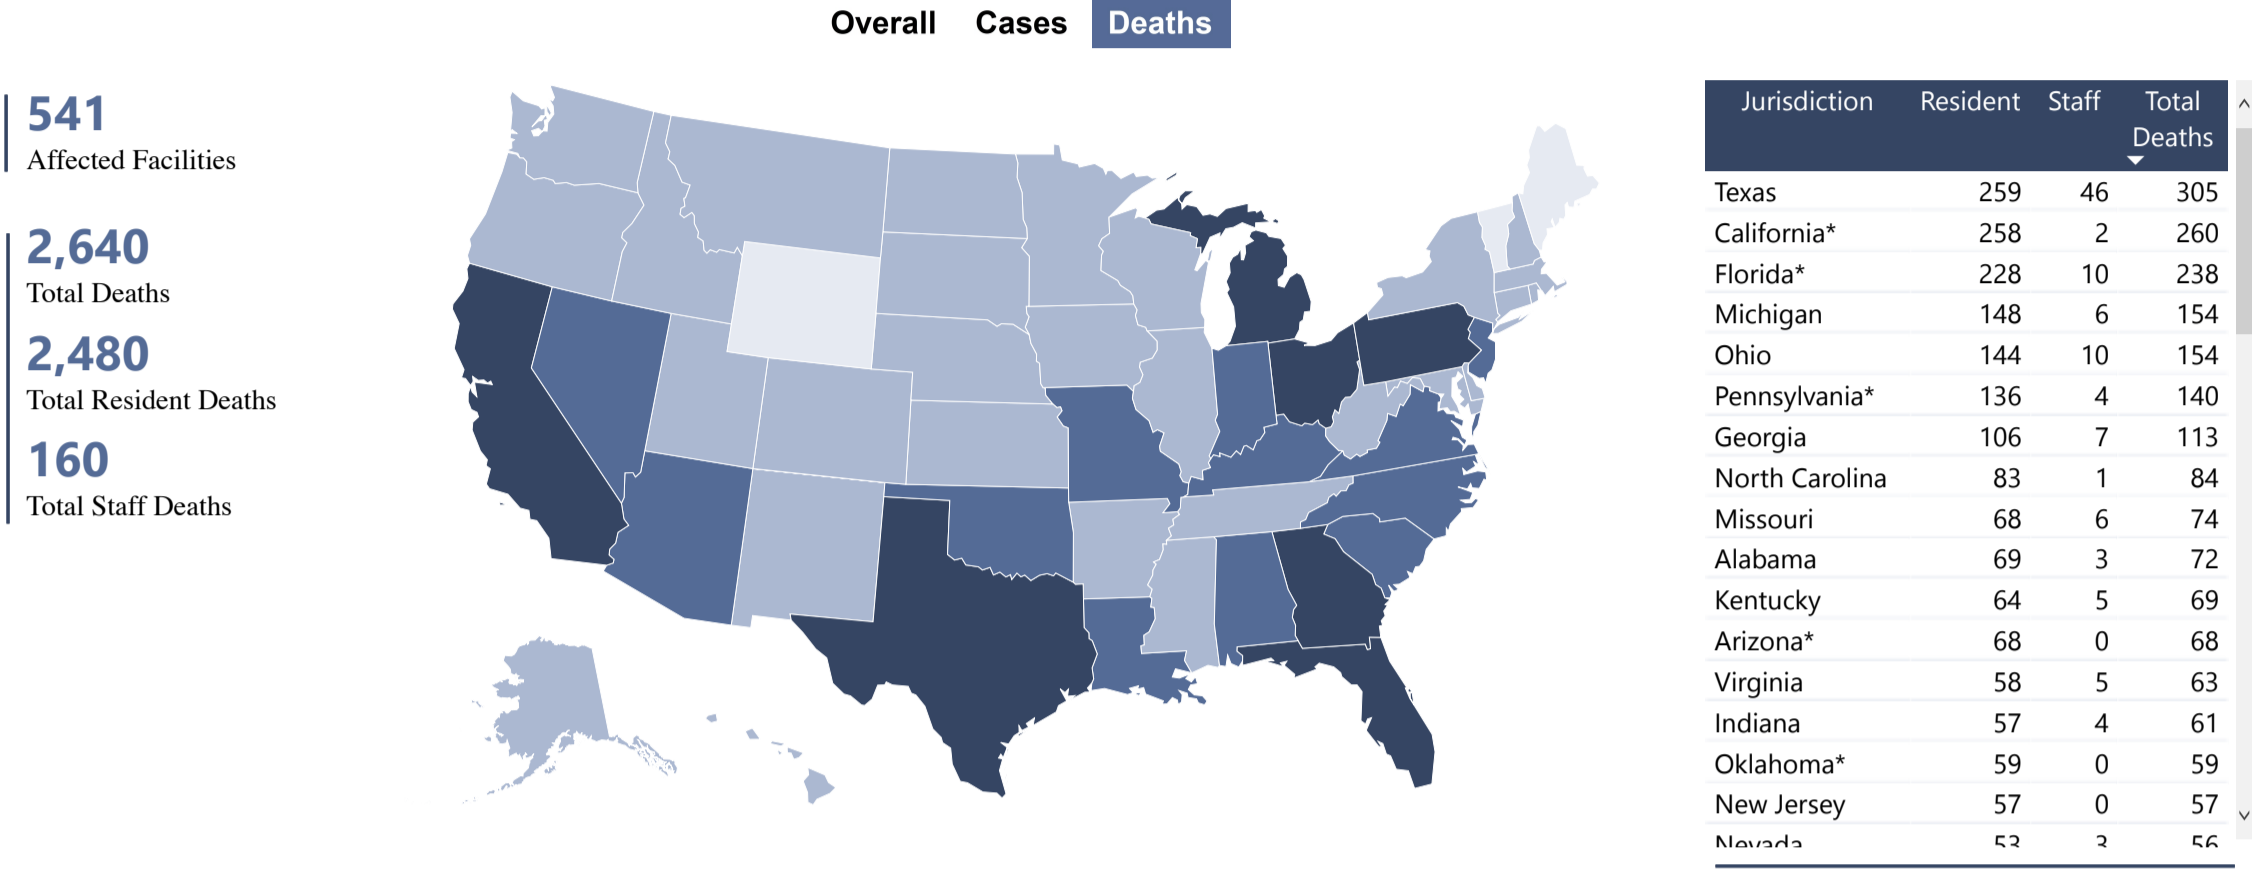 Overall Cases Deaths
541
Affected Facilities
2,640
Total Deaths
2,480
Total Resident Deaths
160
Total Staff Deaths
Jurisdiction Resident Staff Total
Deaths
Texas 259 46 305
California* 258 2 260
Florida* 228 10 238
Michigan 148 6 154
Ohio 144 10 154
Pennsylvania* 136 4 140
Georgia 106 7 113
North Carolina 83 1 84
Missouri 68 6 74
Alabama 69 3 72
Kentucky 64 5 69
Arizona* 68 0 68
Virginia 58 5 63
Indiana 57 4 61
Oklahoma* 59 0 59
New Jersey 57 0 57
Nevada 53 3 56